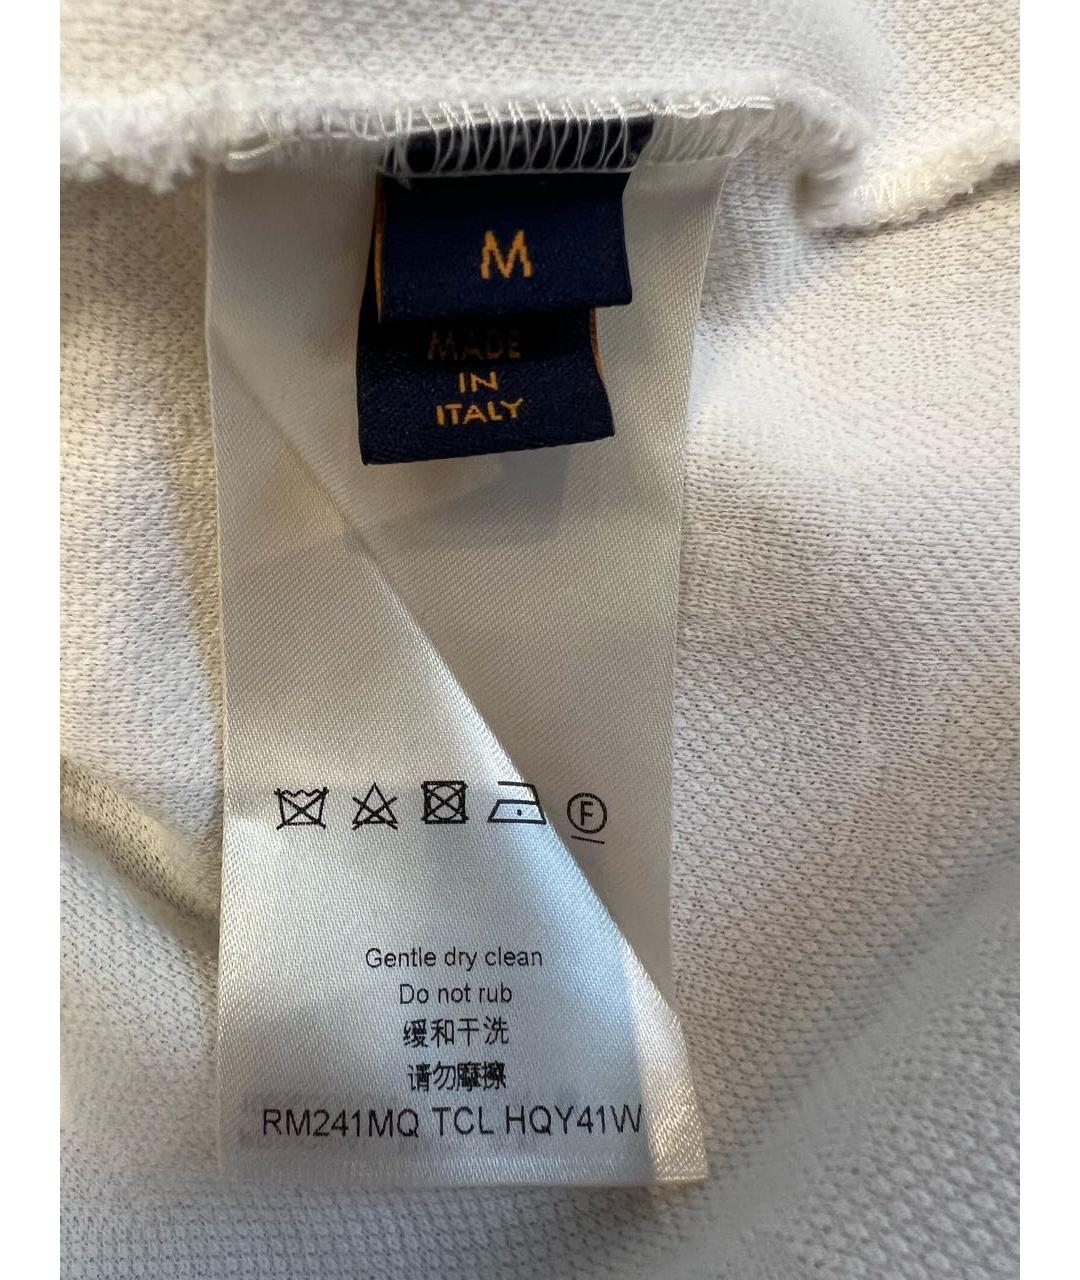 M
MADE
IN
ITALY
F
Gentle dry clean
Do not rub
缓和干洗
请勿摩擦
RM241MQ TCL HQY41W